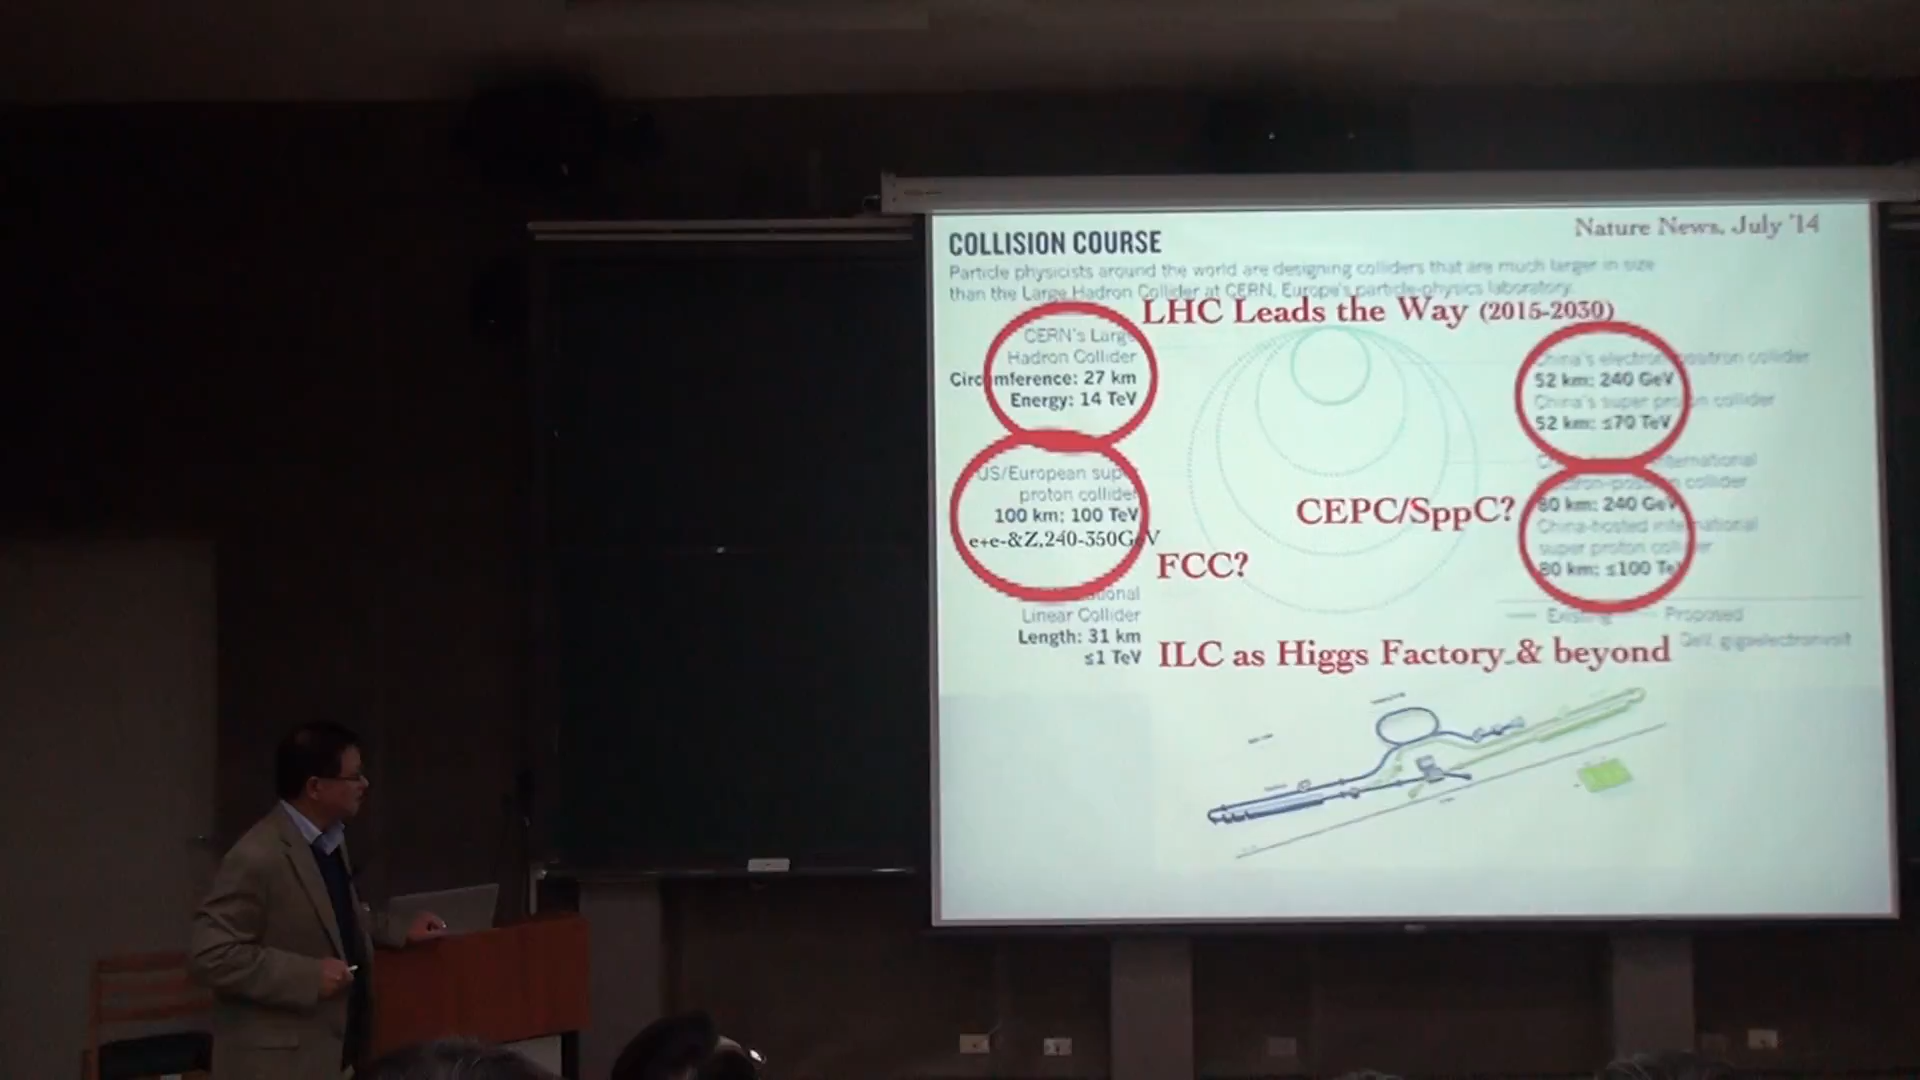 Nature News, July '14
COLLISION COURSE
Particle physicists around the world are designing colliders that are much larger in size
than the Large Hadron Collider at CERN, Europe's particle-physics laboratory.
LHC Leads the Way (2015-2030)
CERN's Large
Hadron Collider
Circumference: 27 km
Energy: 14 TeV
US/European super
proton collider
100 km; 100 TeV
e+e-&Z,240-350GeV
FCC?
Linear Collider
Length: 31 km
≤1 TeV
ILC as Higgs Factory & beyond
China's electron-positron collider
52 km; 240 GeV
China's super proton collider
52 km; ≤70 TeV
international
collider
CEPC/SppC?
80 km; 240 GeV
China-hosted international
super proton collider
80 km; ≤100 TeV
Existing
Proposed
GeV, gigaelectronvolt